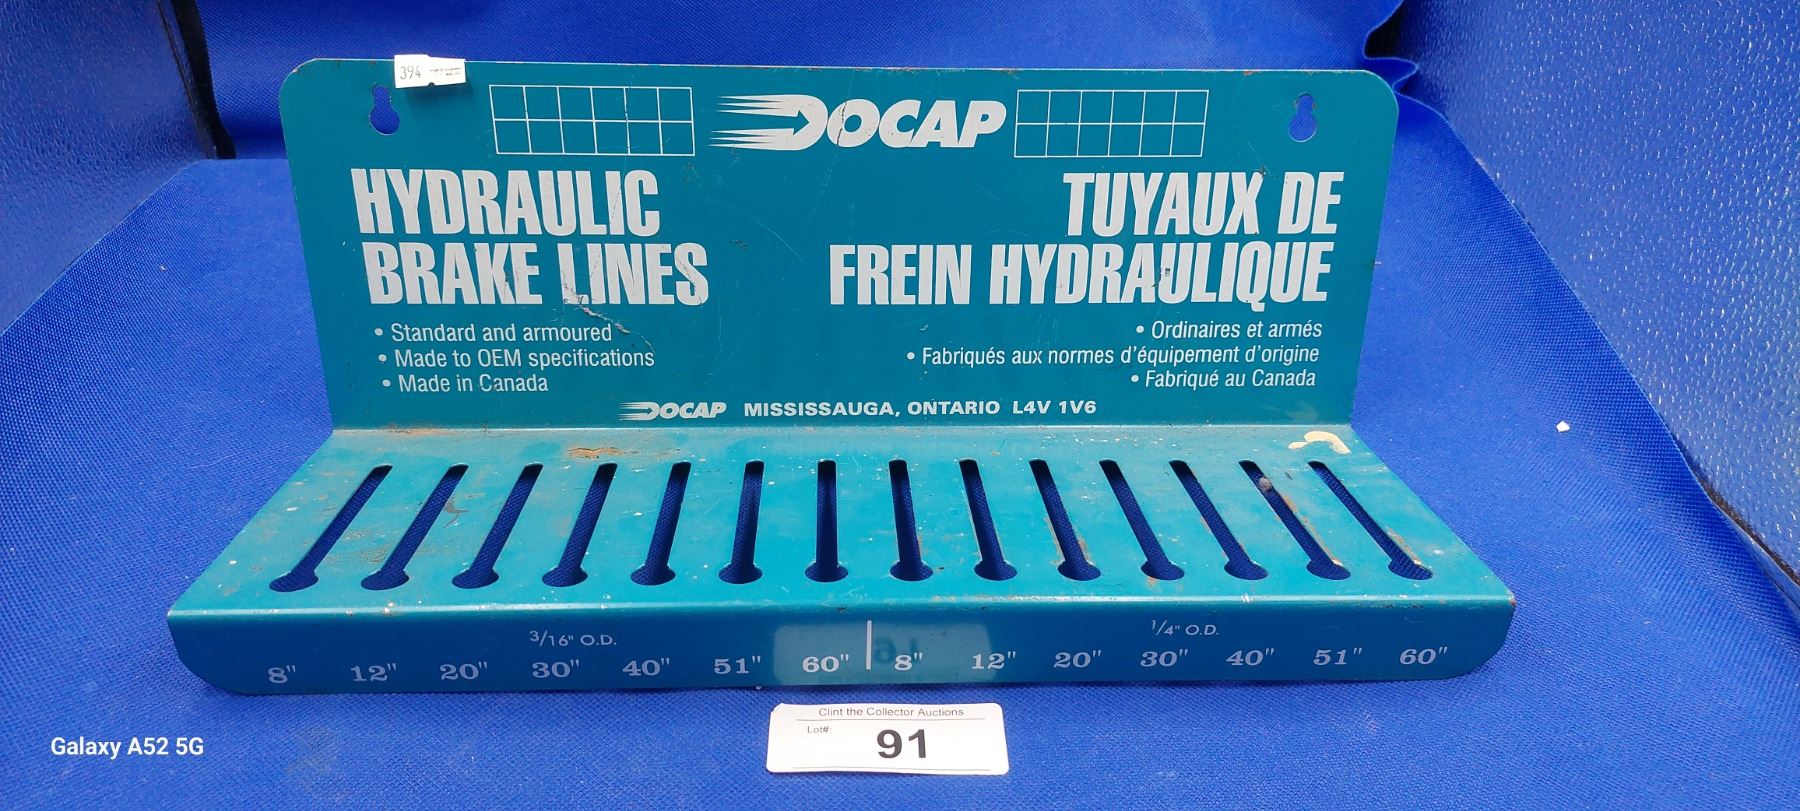 394
DOCAP
HYDRAULIC
BRAKE LINES
• Standard and armoured
• Made to OEM specifications
• Made in Canada
TUYAUX DE
FREIN HYDRAULIQUE
• Ordinaires et armés
• Fabriqués aux normes d'équipement d'origine
• Fabriqué au Canada
DOCAP MISSISSAUGA, ONTARIO L4V 1V6
3/16" O.D. 1/4" O.D.
8" 12" 20" 30" 40" 51" 60" 8" 12" 20" 30" 40" 51" 60"
Clint the Collector Auctions
Lot#:
91
Galaxy A52 5G